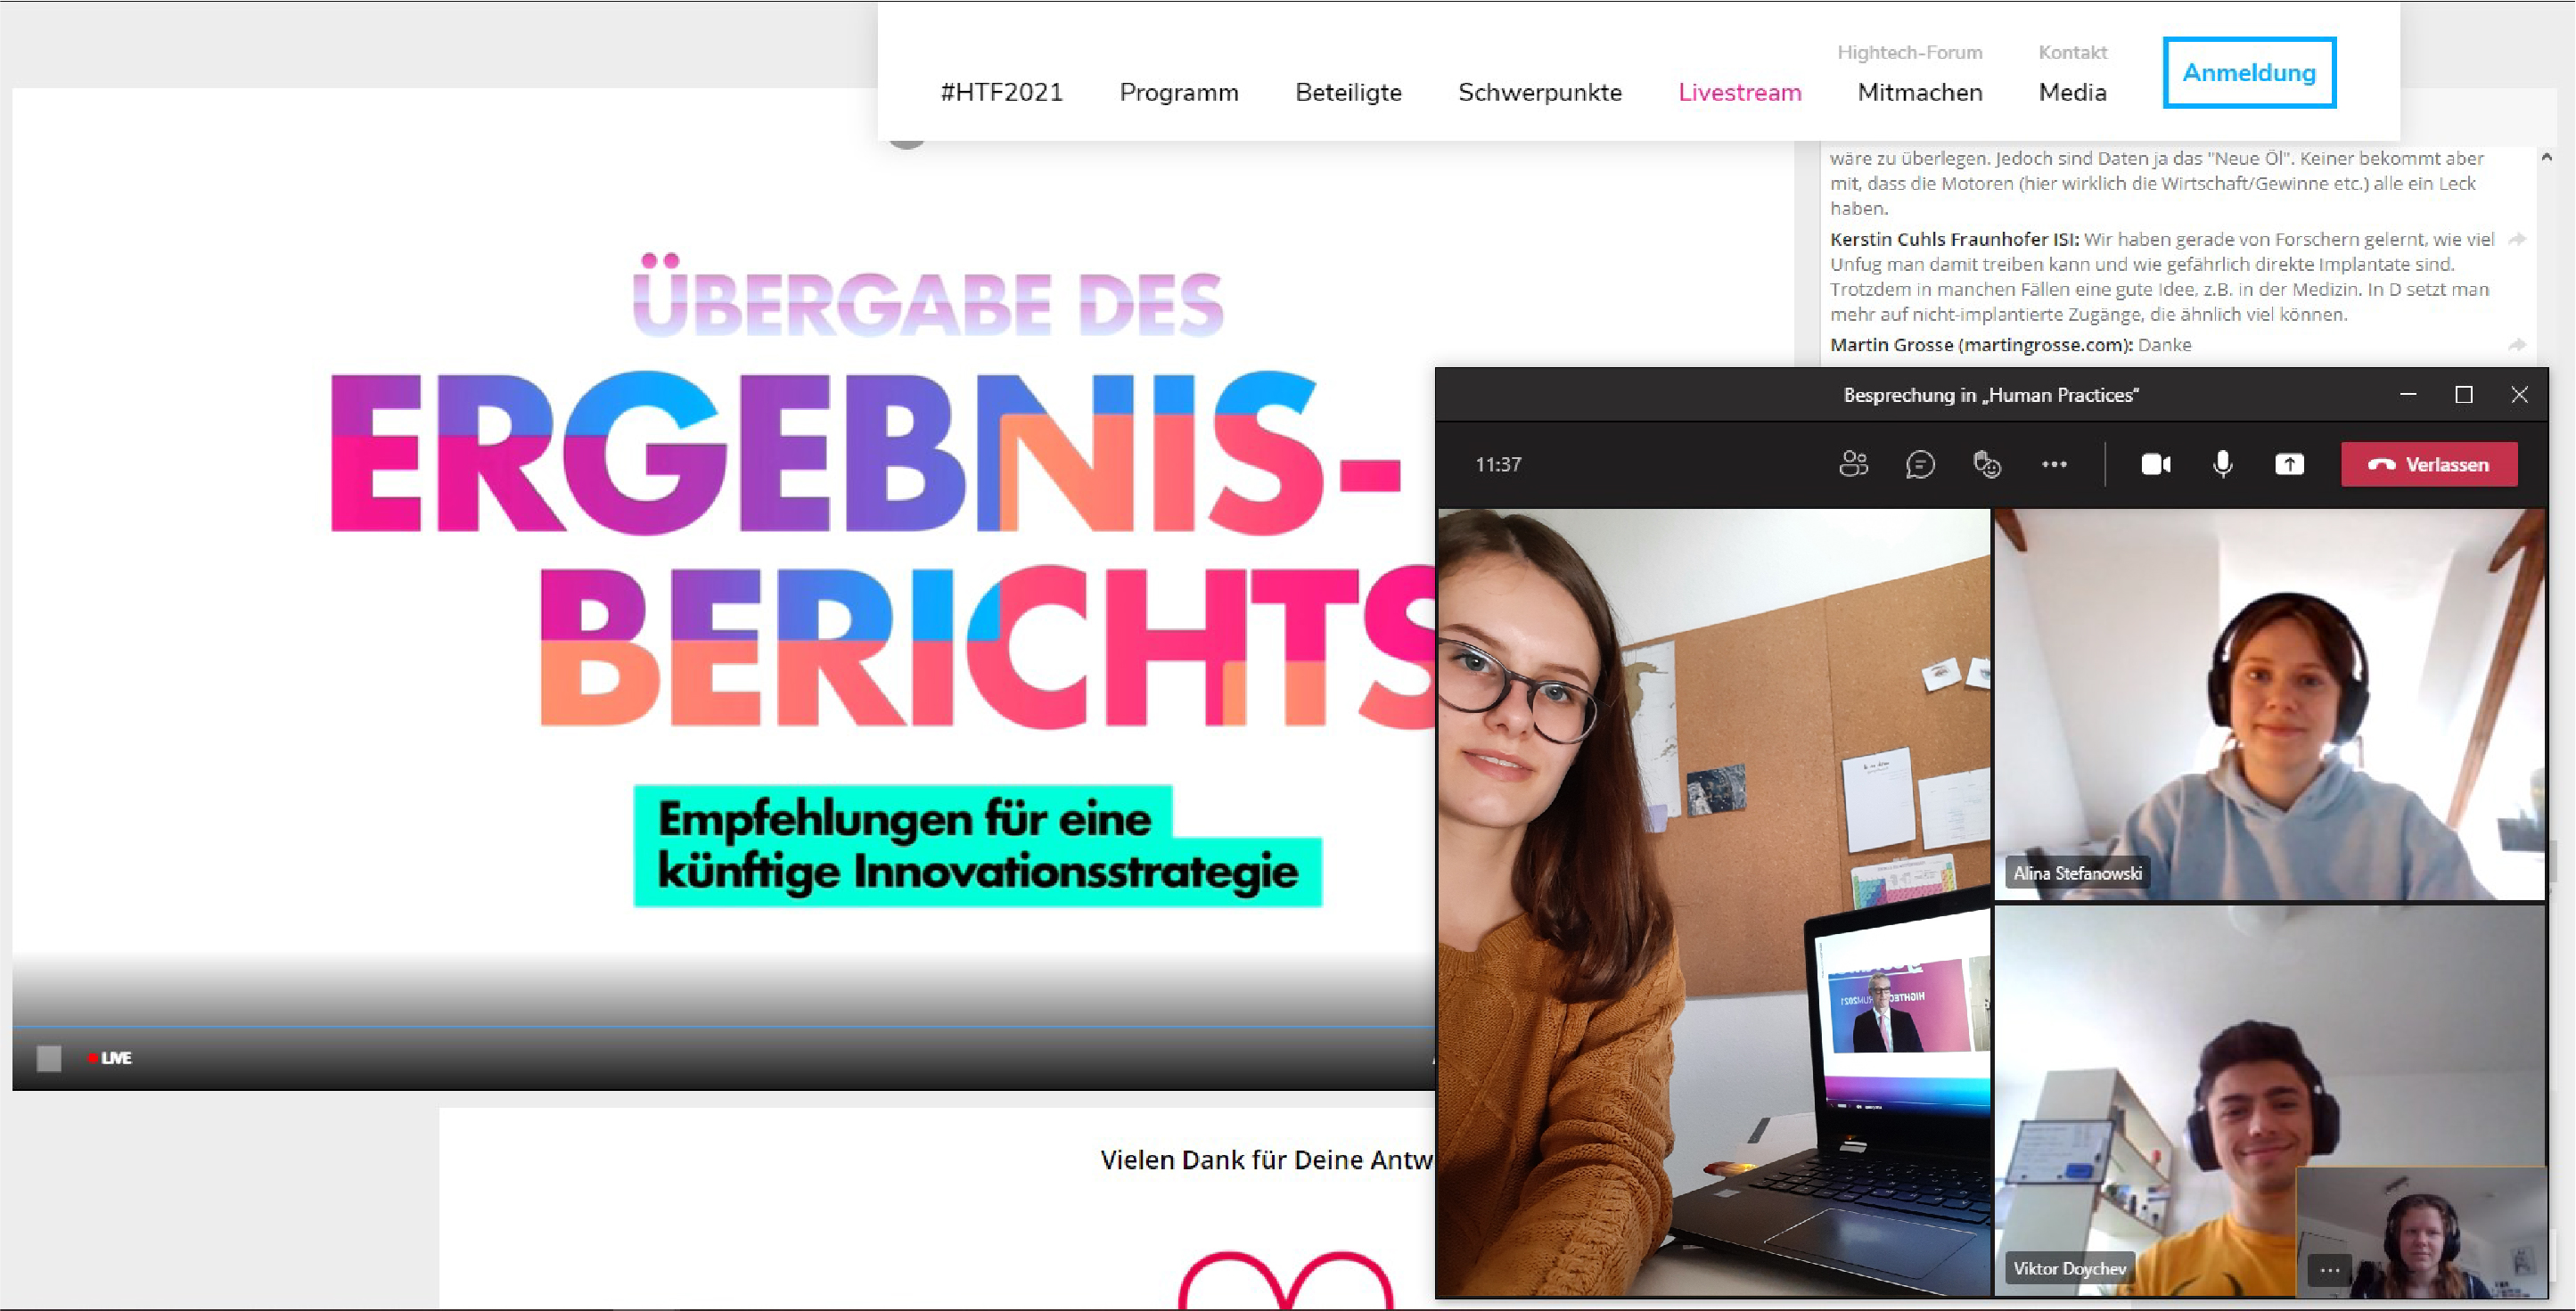 Hightech-Forum Kontakt
#HTF2021 Programm Beteiligte Schwerpunkte Livestream Mitmachen Media Anmeldung
wäre zu überlegen. Jedoch sind Daten ja das "Neue Öl". Keiner bekommt aber
mit, dass die Motoren (hier wirklich die Wirtschaft/Gewinne etc.) alle ein Leck
haben.
Kerstin Cuhls Fraunhofer ISI: Wir haben gerade von Forschern gelernt, wie viel
Unfug man damit treiben kann und wie gefährlich direkte Implantate sind.
Trotzdem in manchen Fällen eine gute Idee, z.B. in der Medizin. In D setzt man
mehr auf nicht-implantierte Zugänge, die ähnlich viel können.
Martin Grosse (martingrosse.com): Danke
ÜBERGABE DES
ERGEBNIS-
BERICHTS
Empfehlungen für eine
künftige Innovationsstrategie
LIVE
Vielen Dank für Deine Antw
Besprechung in „Human Practices“
11:37 Verlassen
Alina Stefanowski
Viktor Doychev